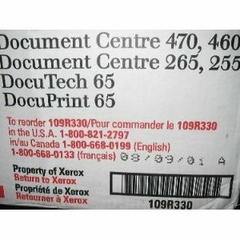 Document Centre 470, 460
Document Centre 265, 255
DocuTech 65
DocuPrint 65
To reorder 109R330/Pour commander le 109R330
in the U.S.A. 1-800-821-2797
in/au Canada 1-800-668-0199 (English)
1-800-668-0133 (français) 03/09/01 A
Property of Xerox
Return to Xerox
Propriété de Xerox
Retourner à Xerox
109R330